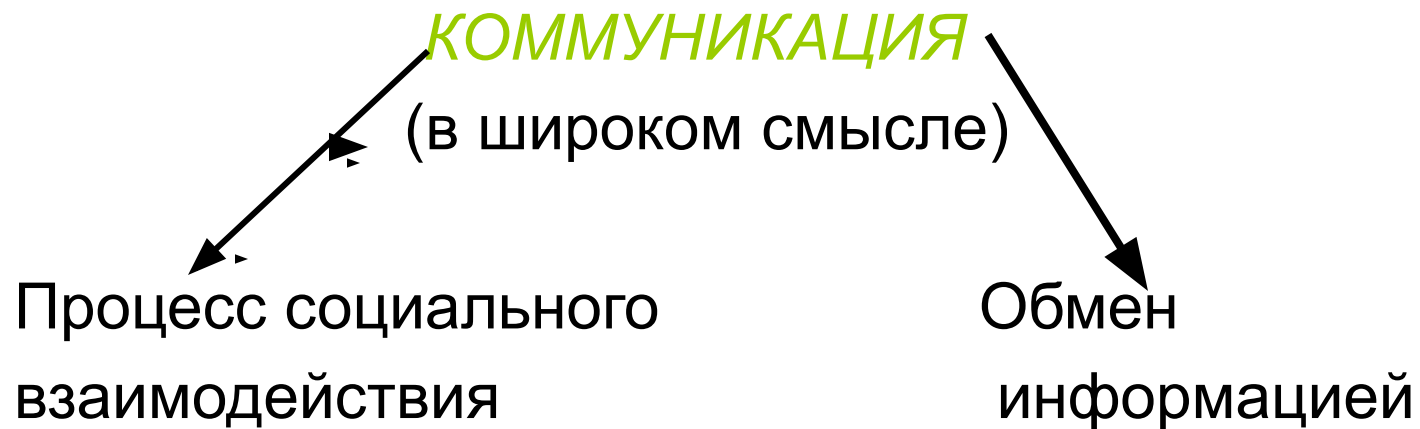 КОММУНИКАЦИЯ
(в широком смысле)
Процесс социального
взаимодействия
Обмен
информацией